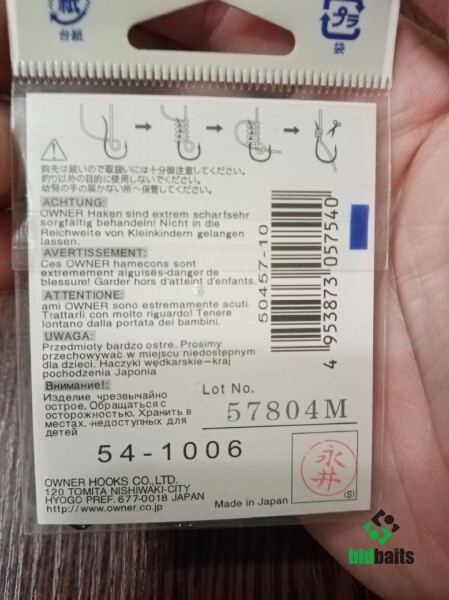 紙
台紙
プラ
袋
鈎先は鋭いので取扱いには十分御注意してください。
釣り以外の目的に使用しないでください。
幼児の手の届かない所へ保管してください。
ACHTUNG:
OWNER Haken sind extrem scharfsehr
sorgfältig behandeln! Nicht in die
Reichweite von Kleinkindern gelangen
lassen.
AVERTISSEMENT:
Ces OWNER hamecons sont
extremement aiguisés-danger de
blessure! Garder hors d'atteint d'enfants.
ATTENTIONE:
ami OWNER sono estremamente acuti.
Trattarli con molto riguardo! Tenere
lontano dalla portata dei bambini.
UWAGA:
Przedmioty bardzo ostre. Prosimy
przechowywać w miejscu niedostępnym
dla dzieci. Haczyki wędkarskie-kraj
pochodzenia Japonia
Внимание!:
Изделие чрезвычайно
острое. Обращаться с
осторожностью. Хранить в
местах, недоступных для
детей
50457-10
4 953873 057540
Lot No.
57804M
54-1006
OWNER HOOKS CO.,LTD.
120 TOMITA NISHIWAKI-CITY
HYOGO PREF. 677-0018 JAPAN
http://www.owner.co.jp
Made in Japan
永井
(S)
bidbaits